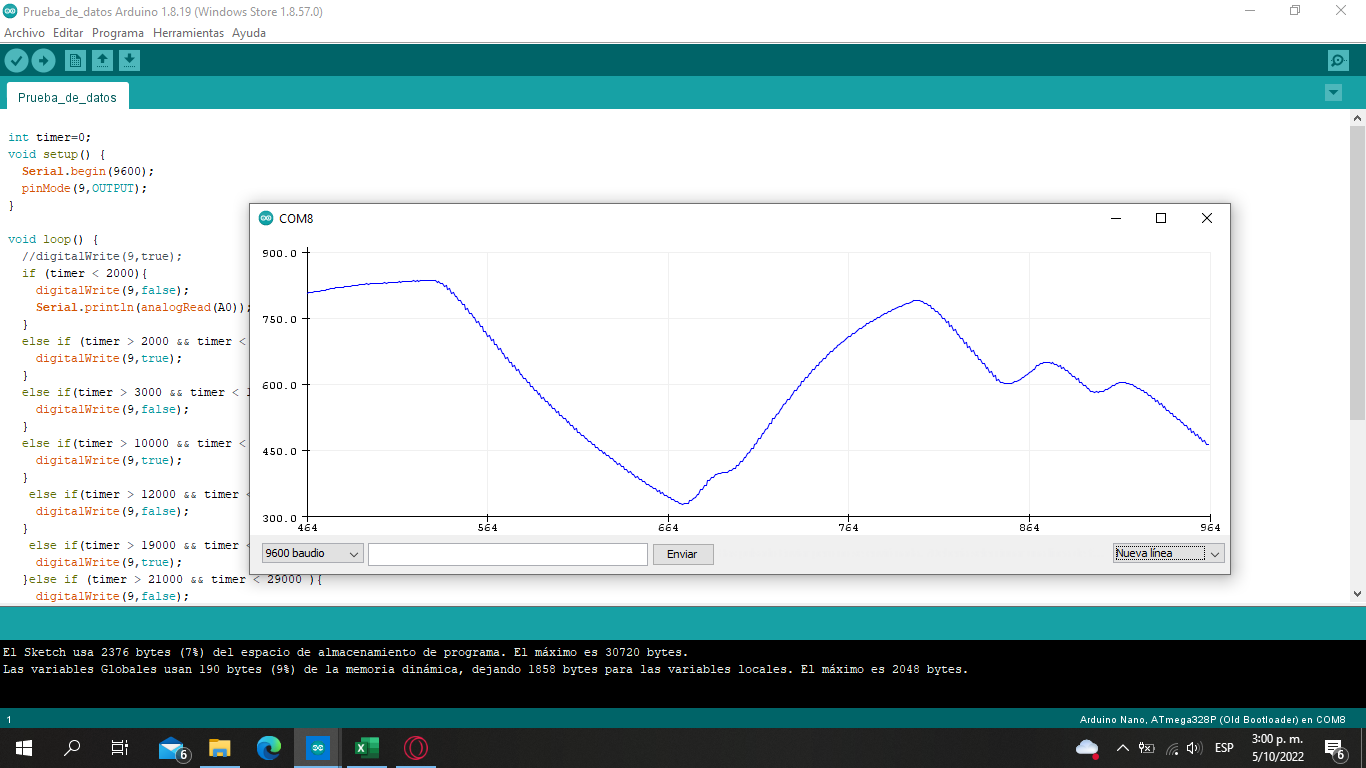 Prueba_de_datos Arduino 1.8.19 (Windows Store 1.8.57.0)
Archivo Editar Programa Herramientas Ayuda
Prueba_de_datos
int timer=0;
void setup() {
Serial.begin(9600);
pinMode(9,OUTPUT);
}
void loop() {
//digitalWrite(9,true);
if (timer < 2000){
digitalWrite(9,false);
Serial.println(analogRead(A0));
}
else if (timer > 2000 && timer <
digitalWrite(9,true);
}
else if(timer > 3000 && timer <
digitalWrite(9,false);
}
else if(timer > 10000 && timer <
digitalWrite(9,true);
}
else if(timer > 12000 && timer <
digitalWrite(9,false);
}
else if(timer > 19000 && timer <
digitalWrite(9,true);
}else if (timer > 21000 && timer < 29000 ){
digitalWrite(9,false);
COM8
900.0
750.0
600.0
450.0
300.0
464 564 664 764 864 964
9600 baudio
Enviar
Nueva línea
El Sketch usa 2376 bytes (7%) del espacio de almacenamiento de programa. El máximo es 30720 bytes.
Las variables Globales usan 190 bytes (9%) de la memoria dinámica, dejando 1858 bytes para las variables locales. El máximo es 2048 bytes.
1
Arduino Nano, ATmega328P (Old Bootloader) en COM8
6
ESP
3:00 p. m.
5/10/2022
6